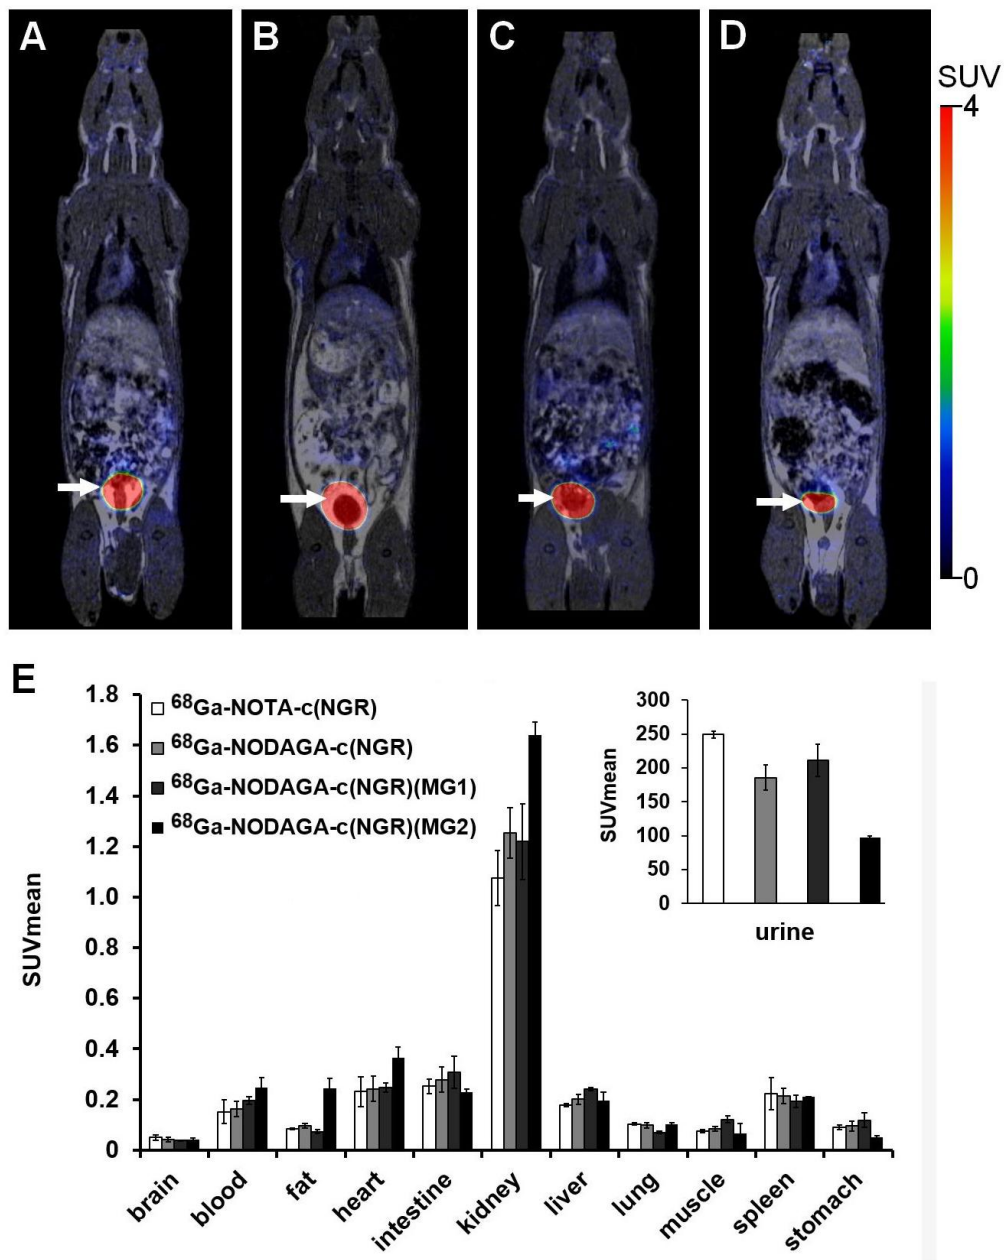 A
B
C
D
SUV
4
0
E
SUVmean
1.8
1.6
1.4
1.2
1.0
0.8
0.6
0.4
0.2
0
⁶⁸Ga-NOTA-c(NGR)
⁶⁸Ga-NODAGA-c(NGR)
⁶⁸Ga-NODAGA-c(NGR)(MG1)
⁶⁸Ga-NODAGA-c(NGR)(MG2)
brain
blood
fat
heart
intestine
kidney
liver
lung
muscle
spleen
stomach
SUVmean
300
250
200
150
100
50
0
urine